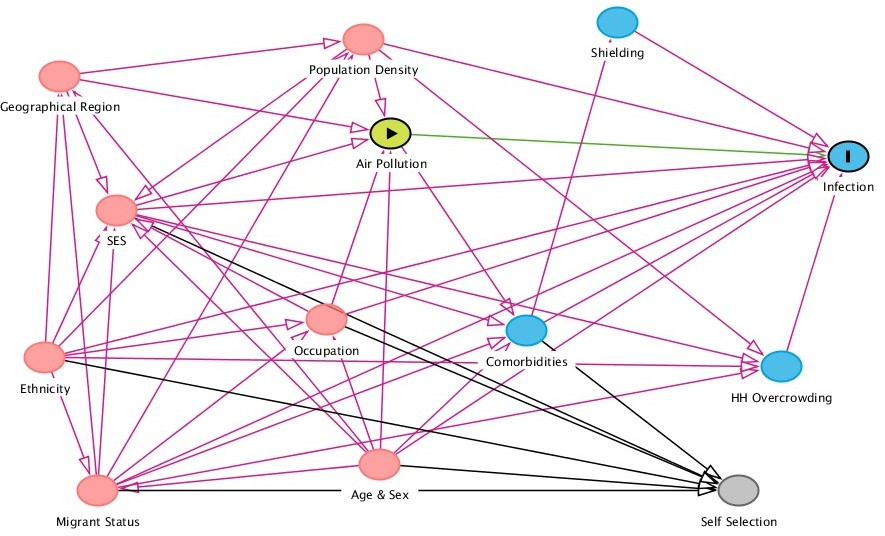 Shielding
Population Density
Geographical Region
Air Pollution
Infection
SES
Occupation
Comorbidities
Ethnicity
HH Overcrowding
Age & Sex
Migrant Status
Self Selection